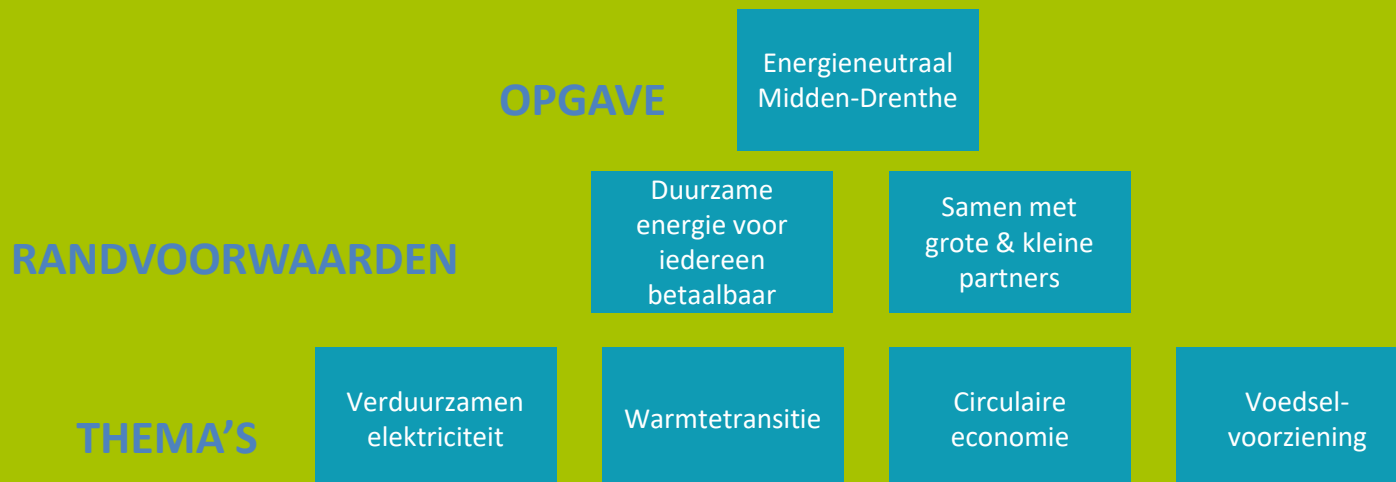 OPGAVE
Energieneutraal
Midden-Drenthe
RANDVOORWAARDEN
Duurzame
energie voor
iedereen
betaalbaar
Samen met
grote & kleine
partners
THEMA’S
Verduurzamen
elektriciteit
Warmtetransitie
Circulaire
economie
Voedsel-
voorziening